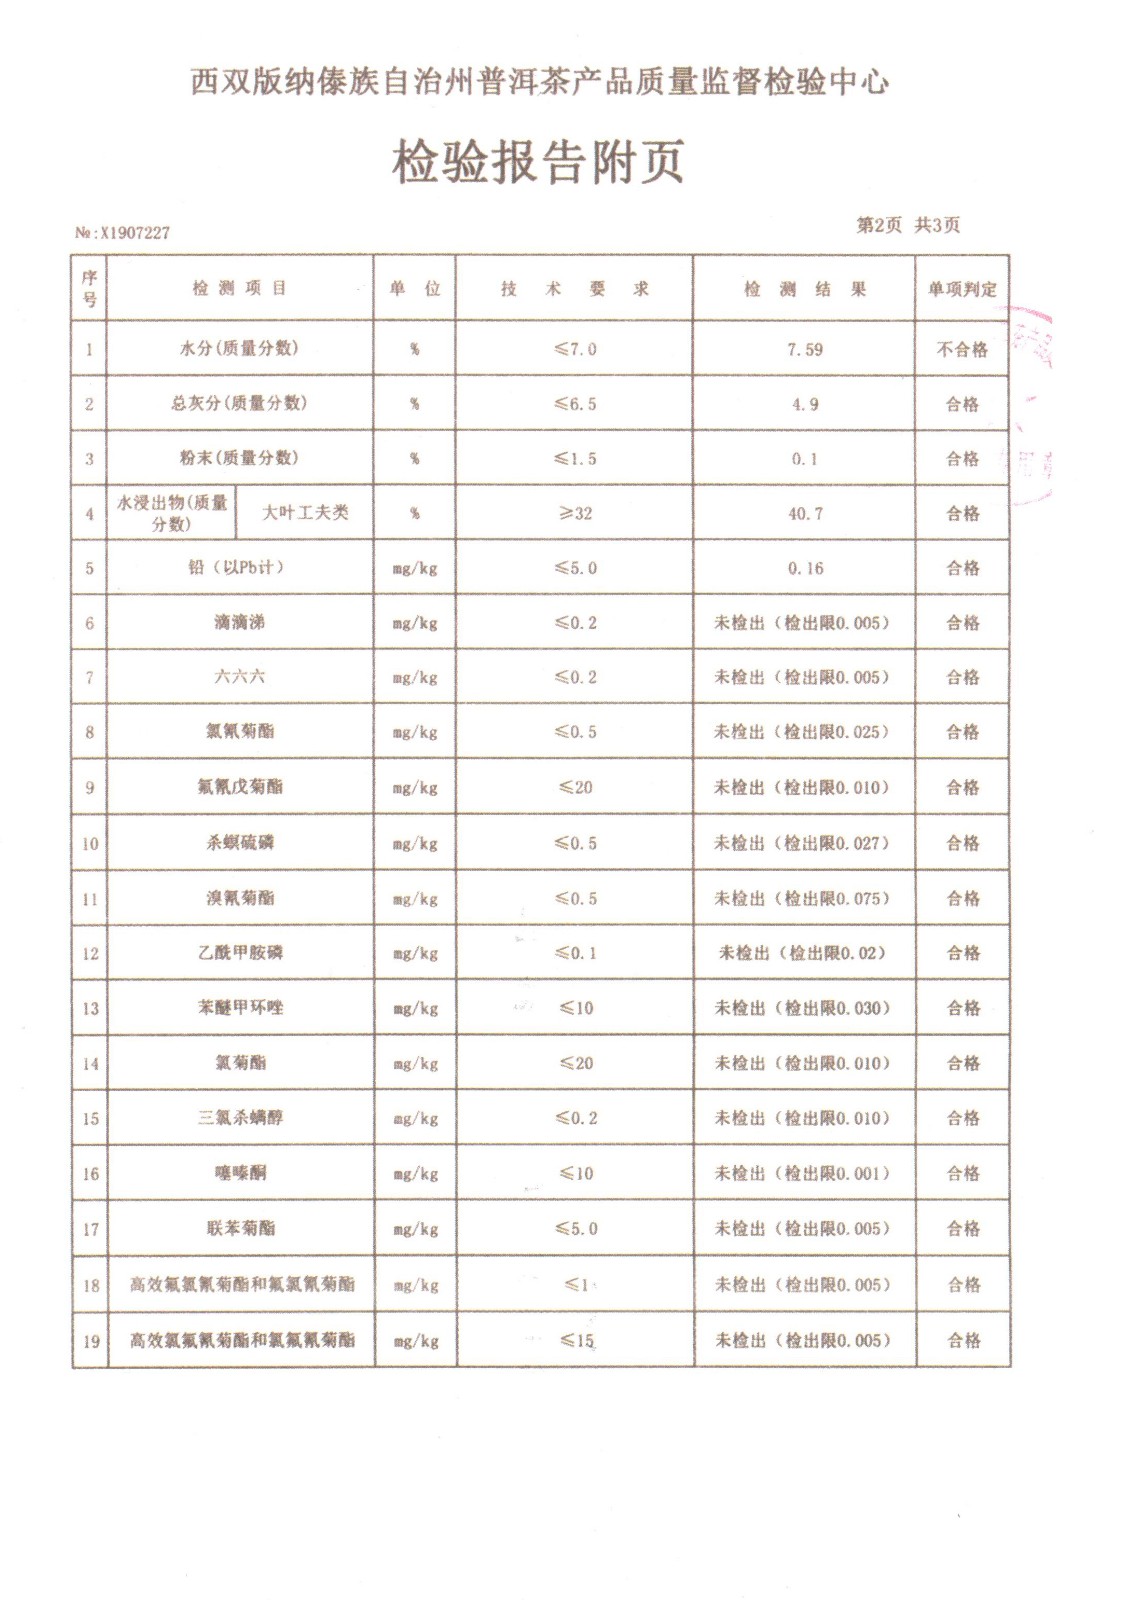 西双版纳傣族自治州普洱茶产品质量监督检验中心
检验报告附页
№:X1907227
第2页 共3页
序号 检测项目 单位 技术要求 检测结果 单项判定
1 水分(质量分数) % ≤7.0 7.59 不合格
2 总灰分(质量分数) % ≤6.5 4.9 合格
3 粉末(质量分数) % ≤1.5 0.1 合格
4 水浸出物(质量分数) 大叶工夫类 % ≥32 40.7 合格
5 铅（以Pb计） mg/kg ≤5.0 0.16 合格
6 滴滴涕 mg/kg ≤0.2 未检出（检出限0.005） 合格
7 六六六 mg/kg ≤0.2 未检出（检出限0.005） 合格
8 氯氰菊酯 mg/kg ≤0.5 未检出（检出限0.025） 合格
9 氟氰戊菊酯 mg/kg ≤20 未检出（检出限0.010） 合格
10 杀螟硫磷 mg/kg ≤0.5 未检出（检出限0.027） 合格
11 溴氰菊酯 mg/kg ≤0.5 未检出（检出限0.075） 合格
12 乙酰甲胺磷 mg/kg ≤0.1 未检出（检出限0.02） 合格
13 苯醚甲环唑 mg/kg ≤10 未检出（检出限0.030） 合格
14 氯菊酯 mg/kg ≤20 未检出（检出限0.010） 合格
15 三氯杀螨醇 mg/kg ≤0.2 未检出（检出限0.010） 合格
16 噻嗪酮 mg/kg ≤10 未检出（检出限0.001） 合格
17 联苯菊酯 mg/kg ≤5.0 未检出（检出限0.005） 合格
18 高效氟氯氰菊酯和氟氯氰菊酯 mg/kg ≤1 未检出（检出限0.005） 合格
19 高效氯氟氰菊酯和氯氟氰菊酯 mg/kg ≤15 未检出（检出限0.005） 合格